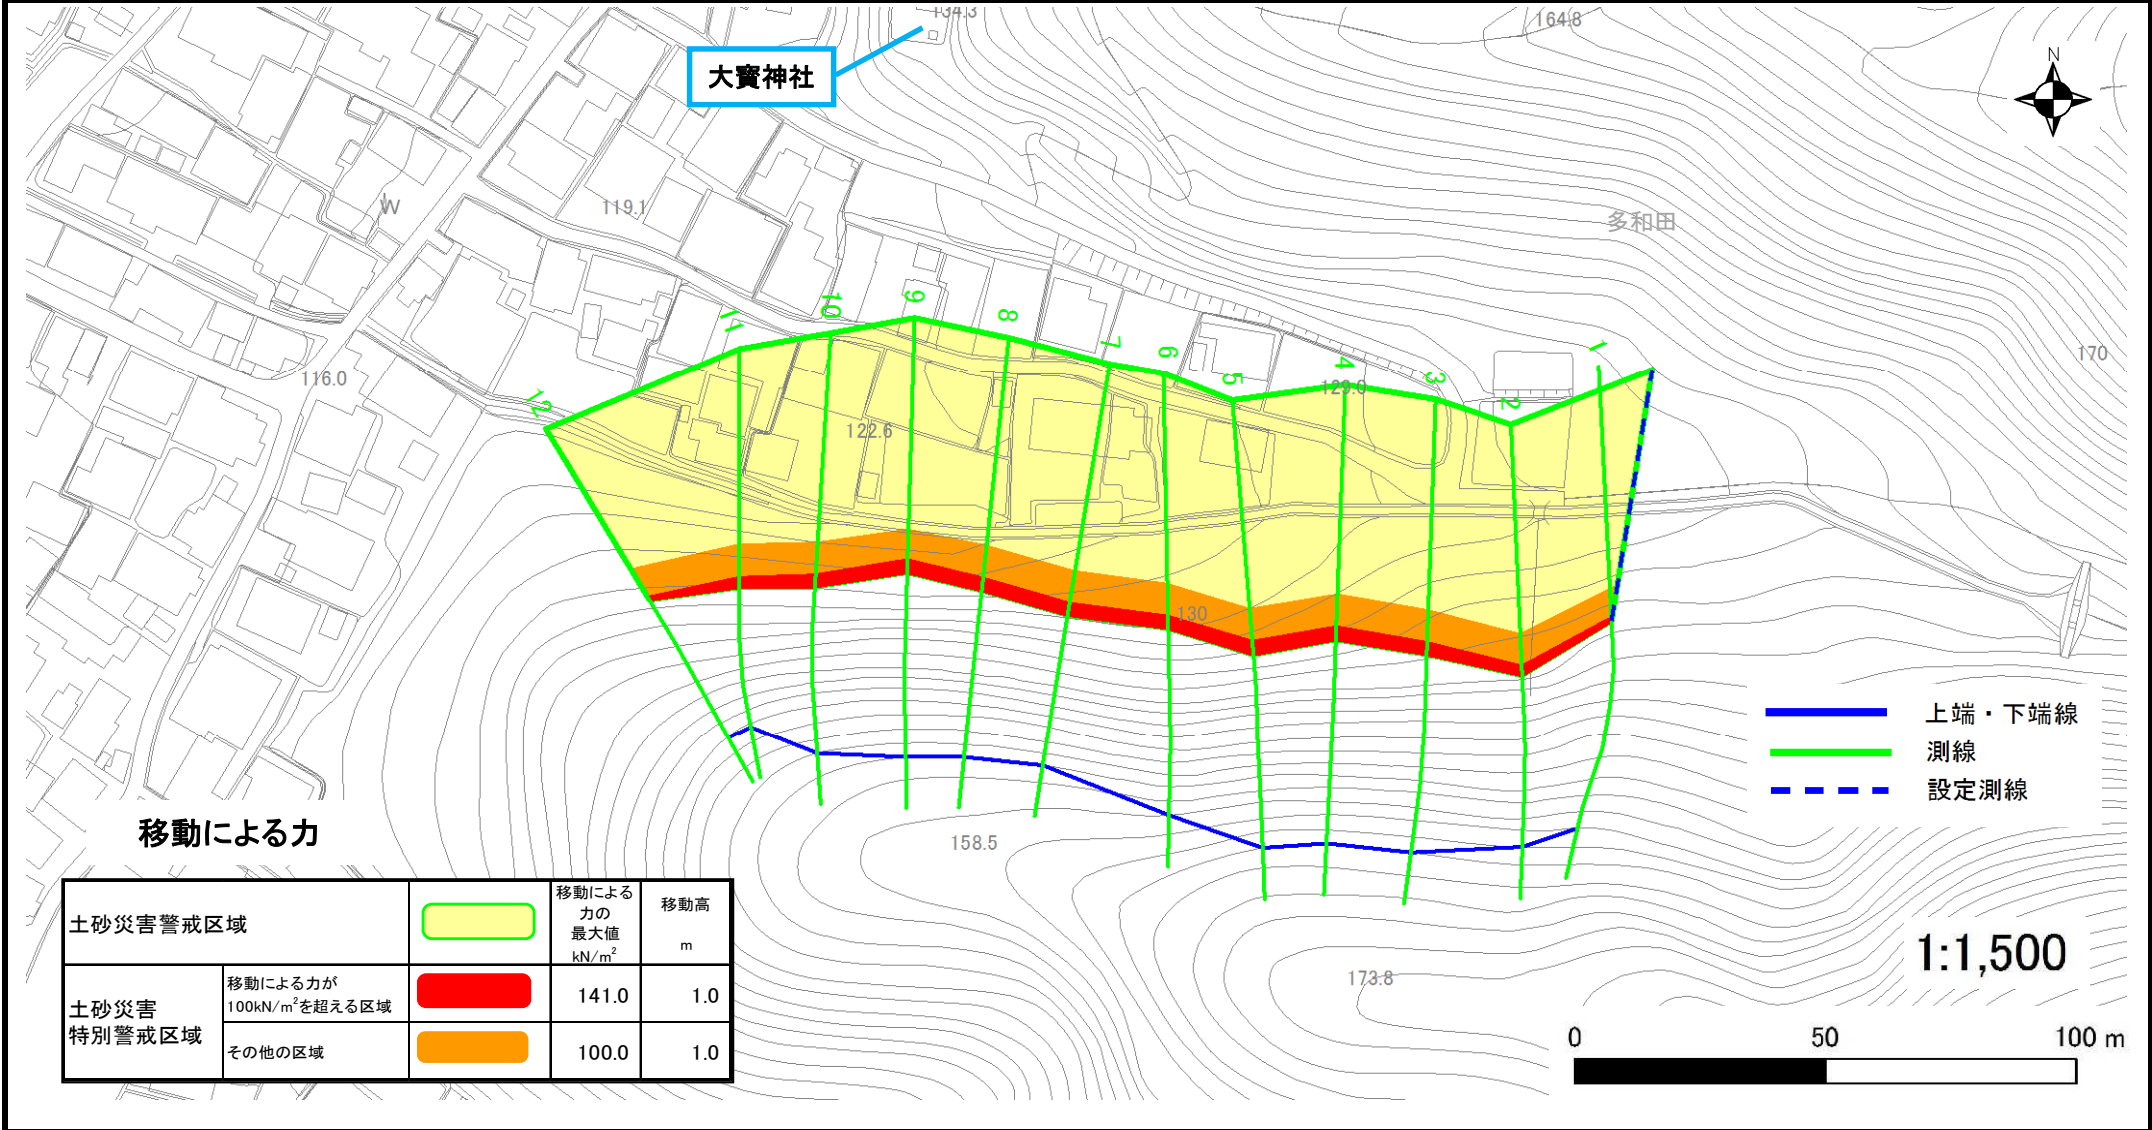 134.3
164.8
N
大寳神社
W
119.1
多和田
170
116.0
122.6
129.0
130
158.5
173.8
12
11
10
9
8
7
6
5
4
3
2
1
上端・下端線
測線
設定測線
移動による力
土砂災害警戒区域
移動による
力の
最大値
kN/m²
移動高
m
土砂災害
特別警戒区域
移動による力が
100kN/m²を超える区域
141.0
1.0
その他の区域
100.0
1.0
1:1,500
0 50 100 m